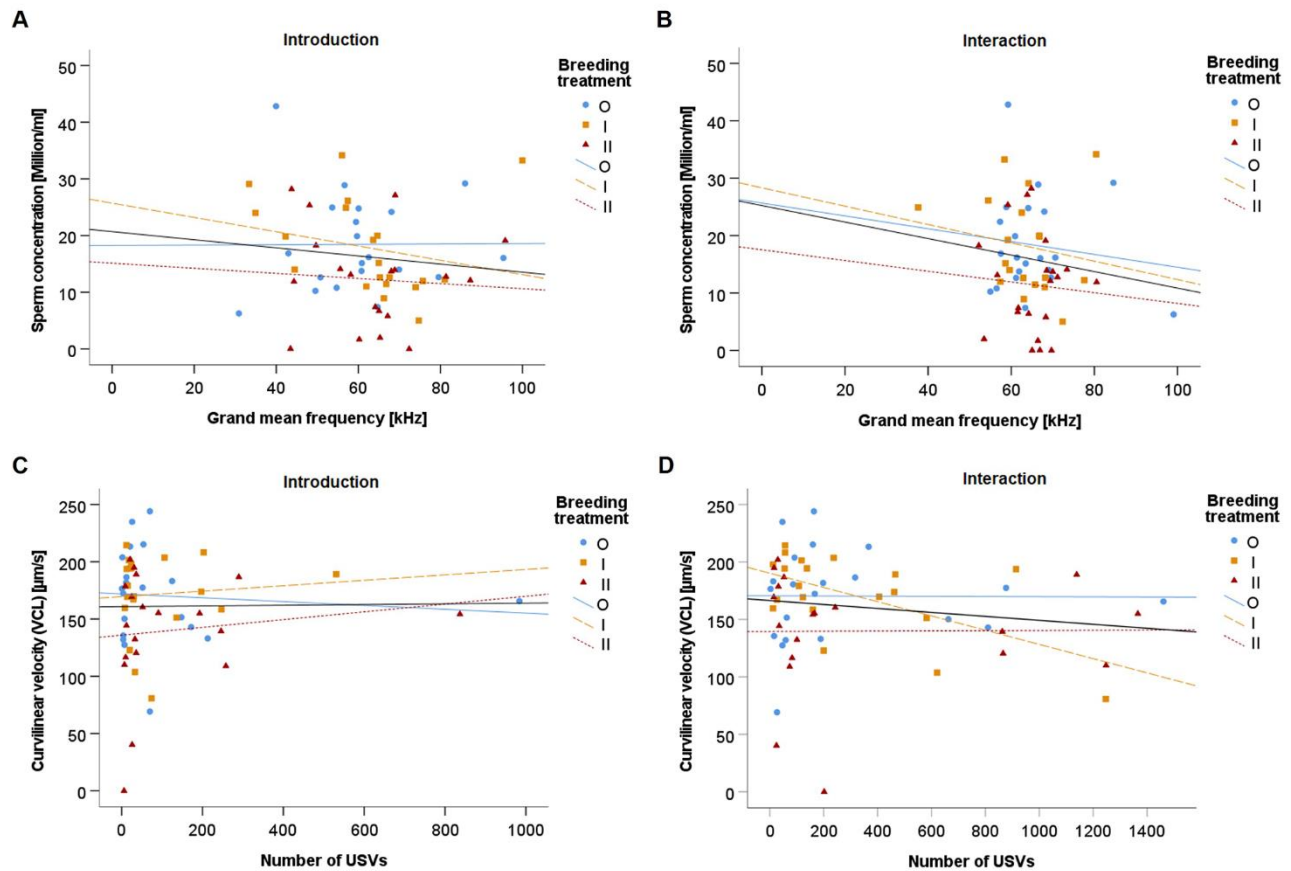 A
Introduction
Sperm concentration [Million/ml]
50
40
30
20
10
0
0 20 40 60 80 100
Grand mean frequency [kHz]
Breeding
treatment
O
I
II
O
I
II
B
Interaction
Sperm concentration [Million/ml]
50
40
30
20
10
0
0 20 40 60 80 100
Grand mean frequency [kHz]
Breeding
treatment
O
I
II
O
I
II
C
Introduction
Curvilinear velocity (VCL) [µm/s]
250
200
150
100
50
0
0 200 400 600 800 1000
Number of USVs
Breeding
treatment
O
I
II
O
I
II
D
Interaction
Curvilinear velocity (VCL) [µm/s]
250
200
150
100
50
0
0 200 400 600 800 1000 1200 1400
Number of USVs
Breeding
treatment
O
I
II
O
I
II